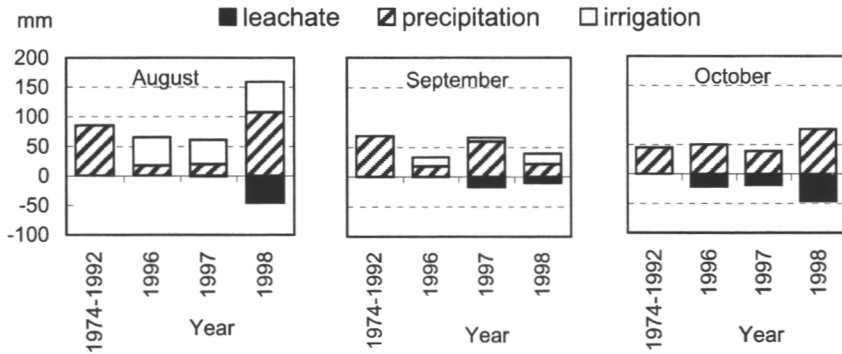 mm leachate precipitation irrigation
200
150
100
50
0
-50
-100
August September October
1974-1992 1996 1997 1998 1974-1992 1996 1997 1998 1974-1992 1996 1997 1998
Year Year Year